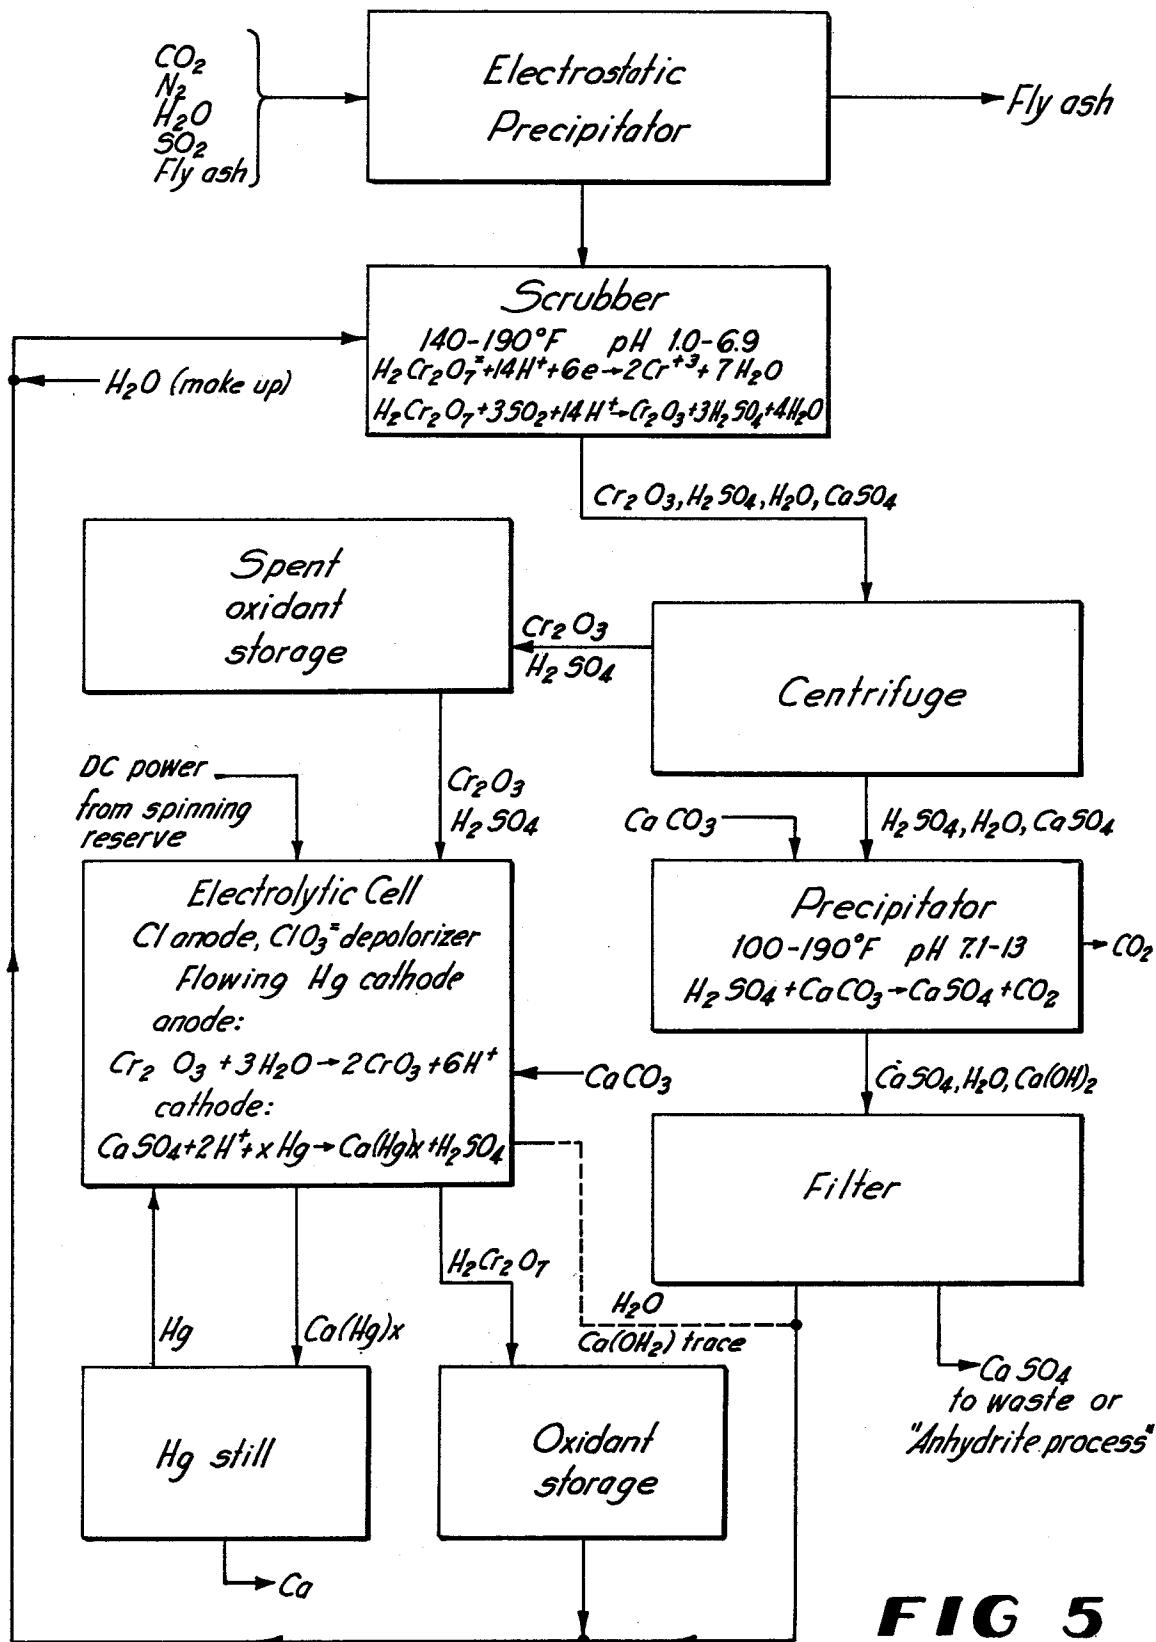 CO₂
N₂
H₂O
SO₂
Fly ash
Electrostatic
Precipitator
Fly ash
Scrubber
140-190°F pH 1.0-6.9
H₂Cr₂O₇⁼+14H⁺+6e→2Cr⁺³+7H₂O
H₂Cr₂O₇+3SO₂+14H⁺→Cr₂O₃+3H₂SO₄+4H₂O
H₂O (make up)
Cr₂O₃, H₂SO₄, H₂O, CaSO₄
Spent
oxidant
storage
Cr₂O₃
H₂SO₄
Centrifuge
DC power
from spinning
reserve
Cr₂O₃
H₂SO₄
CaCO₃
H₂SO₄, H₂O, CaSO₄
Electrolytic Cell
Cl anode, ClO₃⁼ depolorizer
Flowing Hg cathode
anode:
Cr₂ O₃ +3H₂O→2CrO₃+6H⁺
cathode:
CaSO₄+2H⁺+xHg→Ca(Hg)x+H₂SO₄
CaCO₃
Precipitator
100-190°F pH 7.1-13
H₂SO₄+CaCO₃→CaSO₄+CO₂
CO₂
CaSO₄, H₂O, Ca(OH)₂
Filter
H₂Cr₂O₇
H₂O
Ca(OH₂) trace
Hg
Ca(Hg)x
CaSO₄
to waste or
"Anhydrite process"
Hg still
Oxidant
storage
Ca
FIG 5